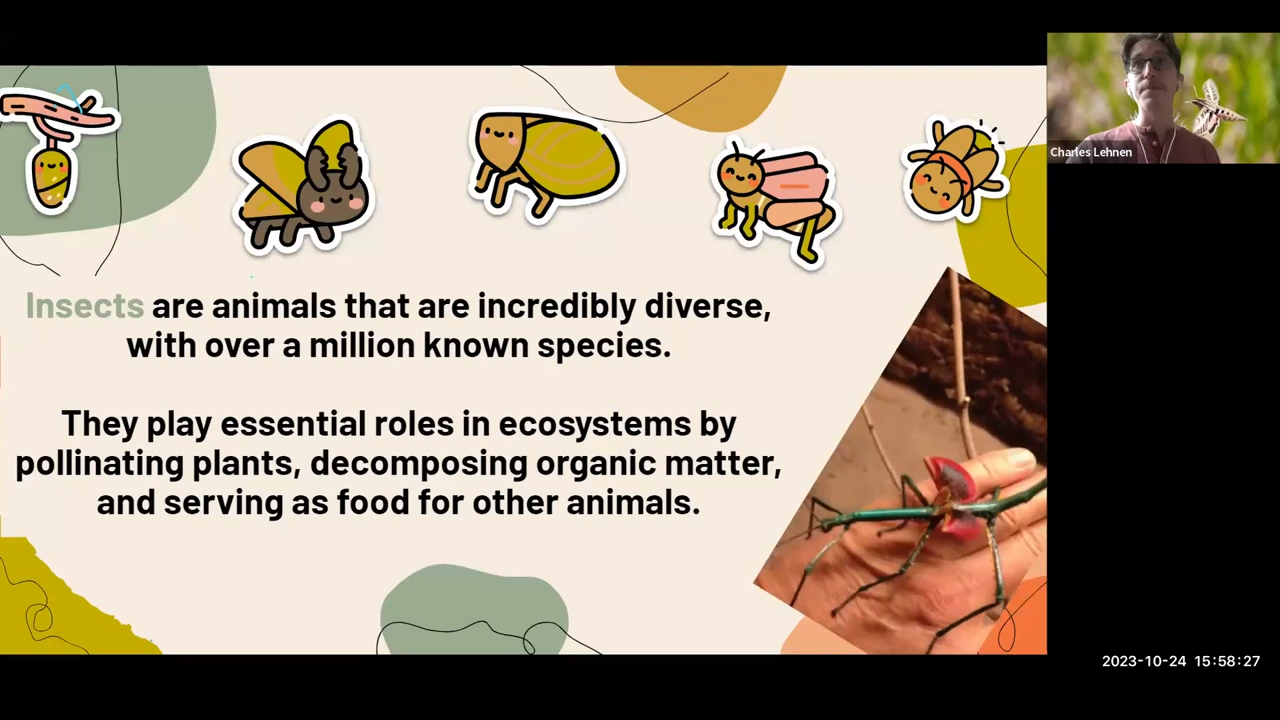 Charles Lehnen
Insects are animals that are incredibly diverse,
with over a million known species.
They play essential roles in ecosystems by
pollinating plants, decomposing organic matter,
and serving as food for other animals.
2023-10-24 15:58:27